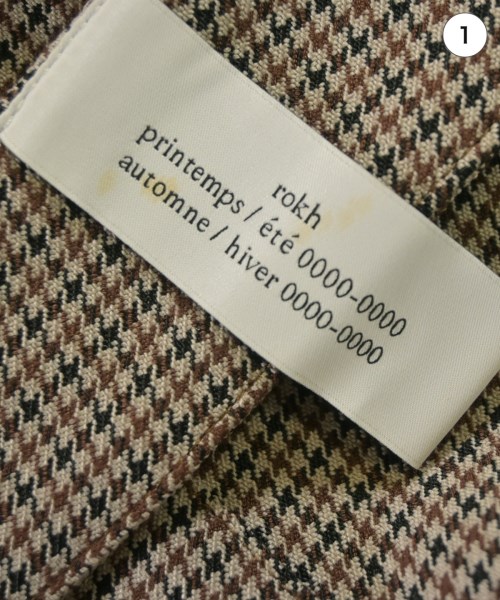 1
rokh
printemps / été 0000-0000
automne / hiver 0000-0000